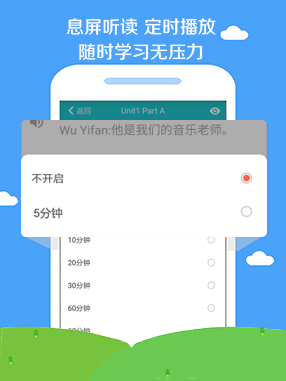 息屏听读 定时播放
随时学习无压力
返回
Unit1 Part A
Wu Yifan:他是我们的音乐老师。
不开启
5分钟
10分钟
20分钟
30分钟
60分钟